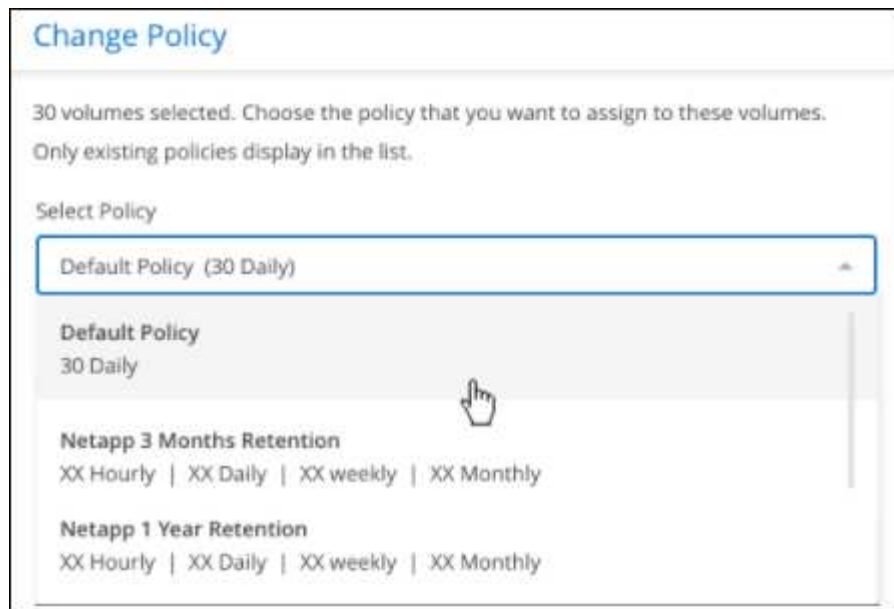 Change Policy
30 volumes selected. Choose the policy that you want to assign to these volumes.
Only existing policies display in the list.
Select Policy
Default Policy (30 Daily)
Default Policy
30 Daily
Netapp 3 Months Retention
XX Hourly | XX Daily | XX weekly | XX Monthly
Netapp 1 Year Retention
XX Hourly | XX Daily | XX weekly | XX Monthly